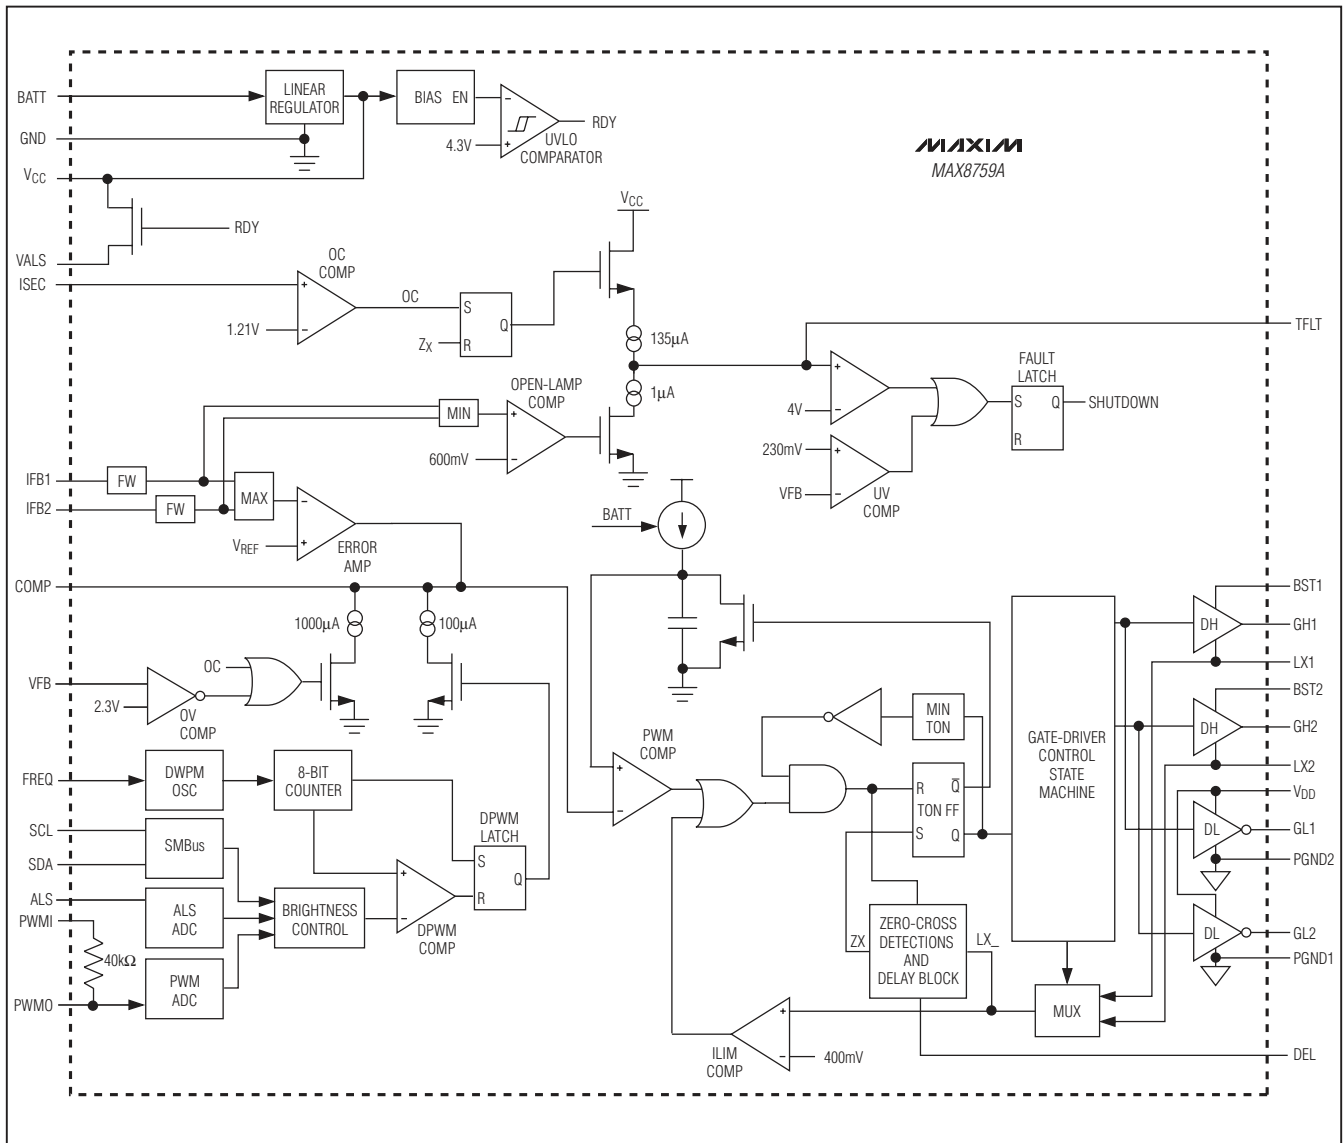 BATT
LINEAR
REGULATOR
BIAS EN
−
4.3V
+
UVLO
COMPARATOR
RDY
MAXIM
MAX8759A
GND
VCC
RDY
VALS
ISEC
OC
COMP
+
1.21V
−
OC
S
Q
ZX
R
VCC
135µA
1µA
TFLT
+
4V
−
FAULT
LATCH
S
Q
R
SHUTDOWN
230mV
+
VFB
−
UV
COMP
OPEN-LAMP
COMP
MIN
+
600mV
−
IFB1
FW
IFB2
FW
MAX
−
VREF
+
ERROR
AMP
BATT
COMP
1000µA
100µA
OC
VFB
2.3V
OV
COMP
FREQ
DWPM
OSC
8-BIT
COUNTER
SCL
SDA
SMBus
DPWM
LATCH
S
Q
R
ALS
ALS
ADC
PWMI
40kΩ
PWMO
PWM
ADC
BRIGHTNESS
CONTROL
+
−
DPWM
COMP
PWM
COMP
+
−
MIN
TON
R
Q
TON FF
S
Q
ZX
ZERO-CROSS
DETECTIONS
AND
DELAY BLOCK
LX_
GATE-DRIVER
CONTROL
STATE
MACHINE
MUX
+
−
400mV
ILIM
COMP
BST1
DH
GH1
LX1
BST2
DH
GH2
LX2
VDD
DL
GL1
PGND2
DL
GL2
PGND1
DEL